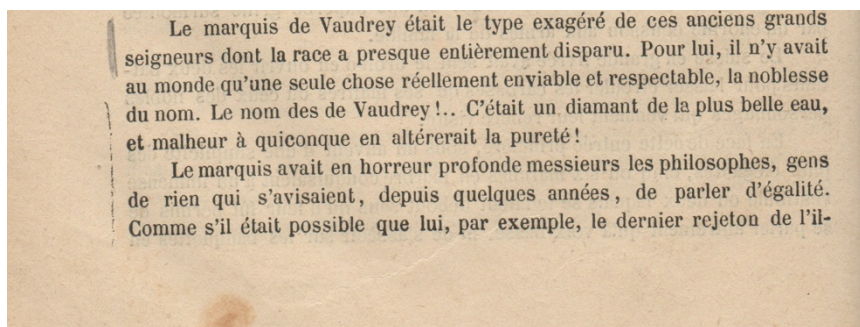 Le marquis de Vaudrey était le type exagéré de ces anciens grands
seigneurs dont la race a presque entièrement disparu. Pour lui, il n'y avait
au monde qu'une seule chose réellement enviable et respectable, la noblesse
du nom. Le nom des de Vaudrey!.. C'était un diamant de la plus belle eau,
et malheur à quiconque en altérerait la pureté!
Le marquis avait en horreur profonde messieurs les philosophes, gens
de rien qui s'avisaient, depuis quelques années, de parler d'égalité.
Comme s'il était possible que lui, par exemple, le dernier rejeton de l'il-